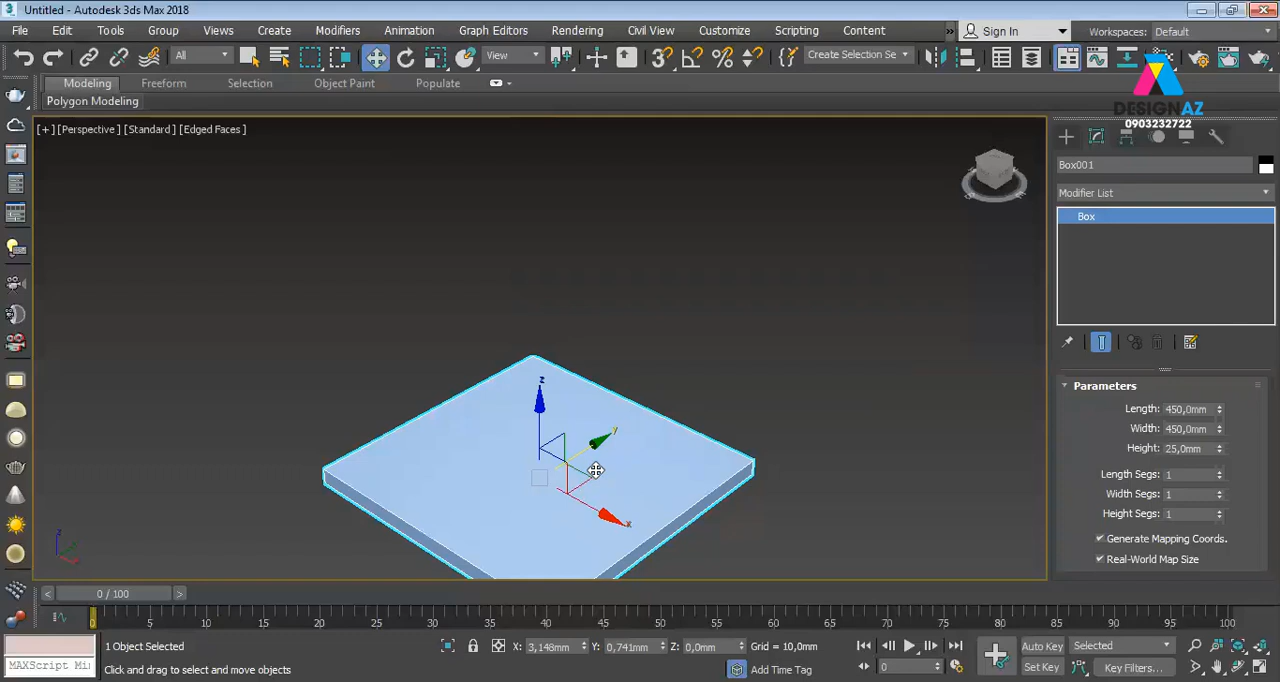 Untitled - Autodesk 3ds Max 2018
File Edit Tools Group Views Create Modifiers Animation Graph Editors Rendering Civil View Customize Scripting Content » Sign In Workspaces: Default
All View Create Selection Se
Modeling Freeform Selection Object Paint Populate
Polygon Modeling
DESIGNAZ
0903232722
[+] [Perspective] [Standard] [Edged Faces]
Box001
Modifier List
Box
Parameters
Length: 450,0mm
Width: 450,0mm
Height: 25,0mm
Length Segs: 1
Width Segs: 1
Height Segs: 1
Generate Mapping Coords.
Real-World Map Size
z
y
x
z
< 0 / 100 >
0 5 10 15 20 25 30 35 40 45 50 55 60 65 70 75 80 85 90 95 100
1 Object Selected X: 3,148mm Y: 0,741mm Z: 0,0mm Grid = 10,0mm Auto Key Selected
MAXScript Mi Click and drag to select and move objects Add Time Tag 0 Set Key Key Filters...